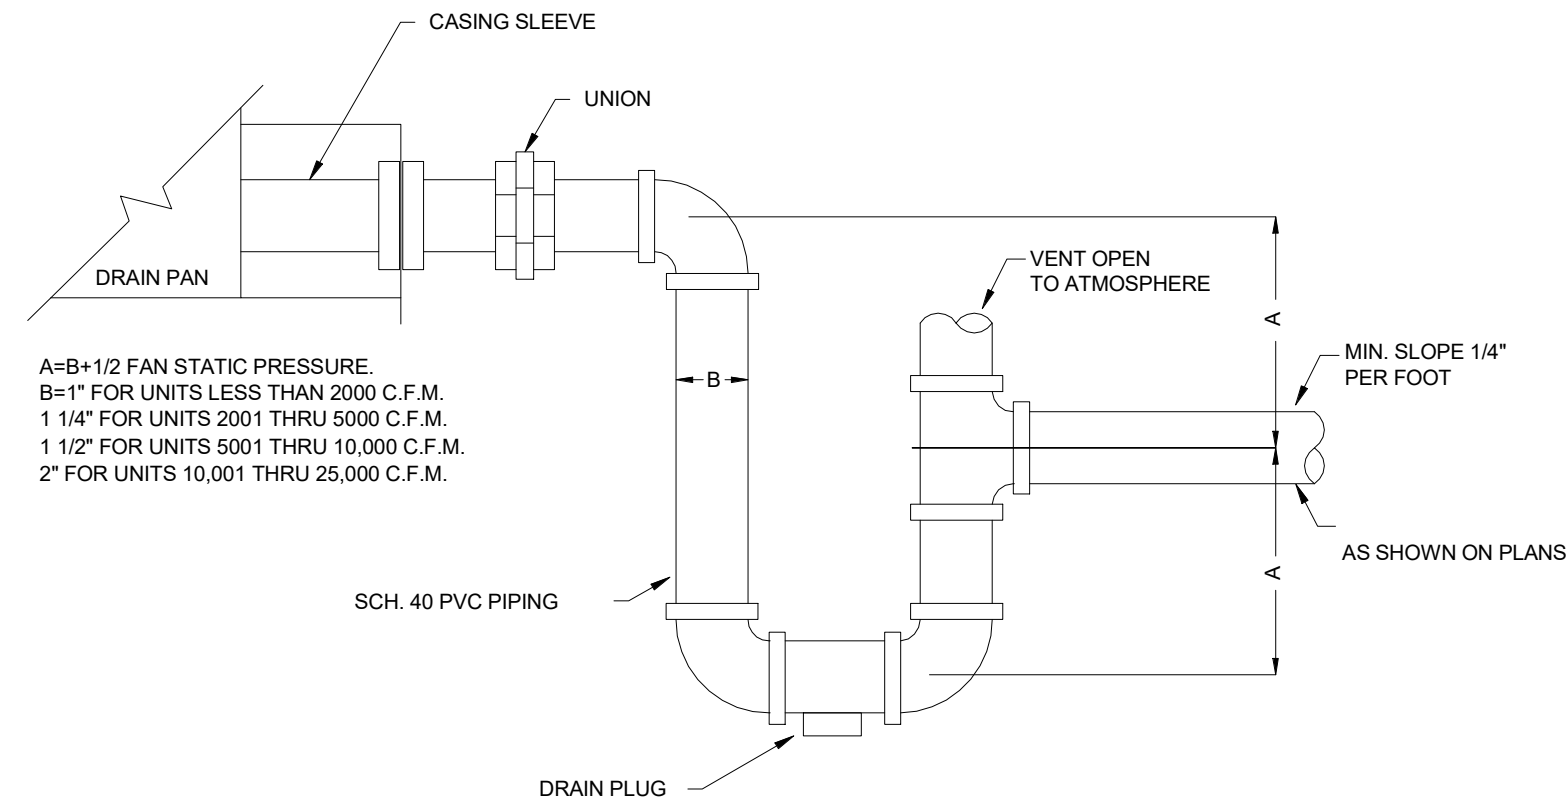 CASING SLEEVE
UNION
DRAIN PAN
VENT OPEN
TO ATMOSPHERE
A
MIN. SLOPE 1/4"
PER FOOT
A=B+1/2 FAN STATIC PRESSURE.
B=1" FOR UNITS LESS THAN 2000 C.F.M.
1 1/4" FOR UNITS 2001 THRU 5000 C.F.M.
1 1/2" FOR UNITS 5001 THRU 10,000 C.F.M.
2" FOR UNITS 10,001 THRU 25,000 C.F.M.
B
AS SHOWN ON PLANS
A
SCH. 40 PVC PIPING
DRAIN PLUG